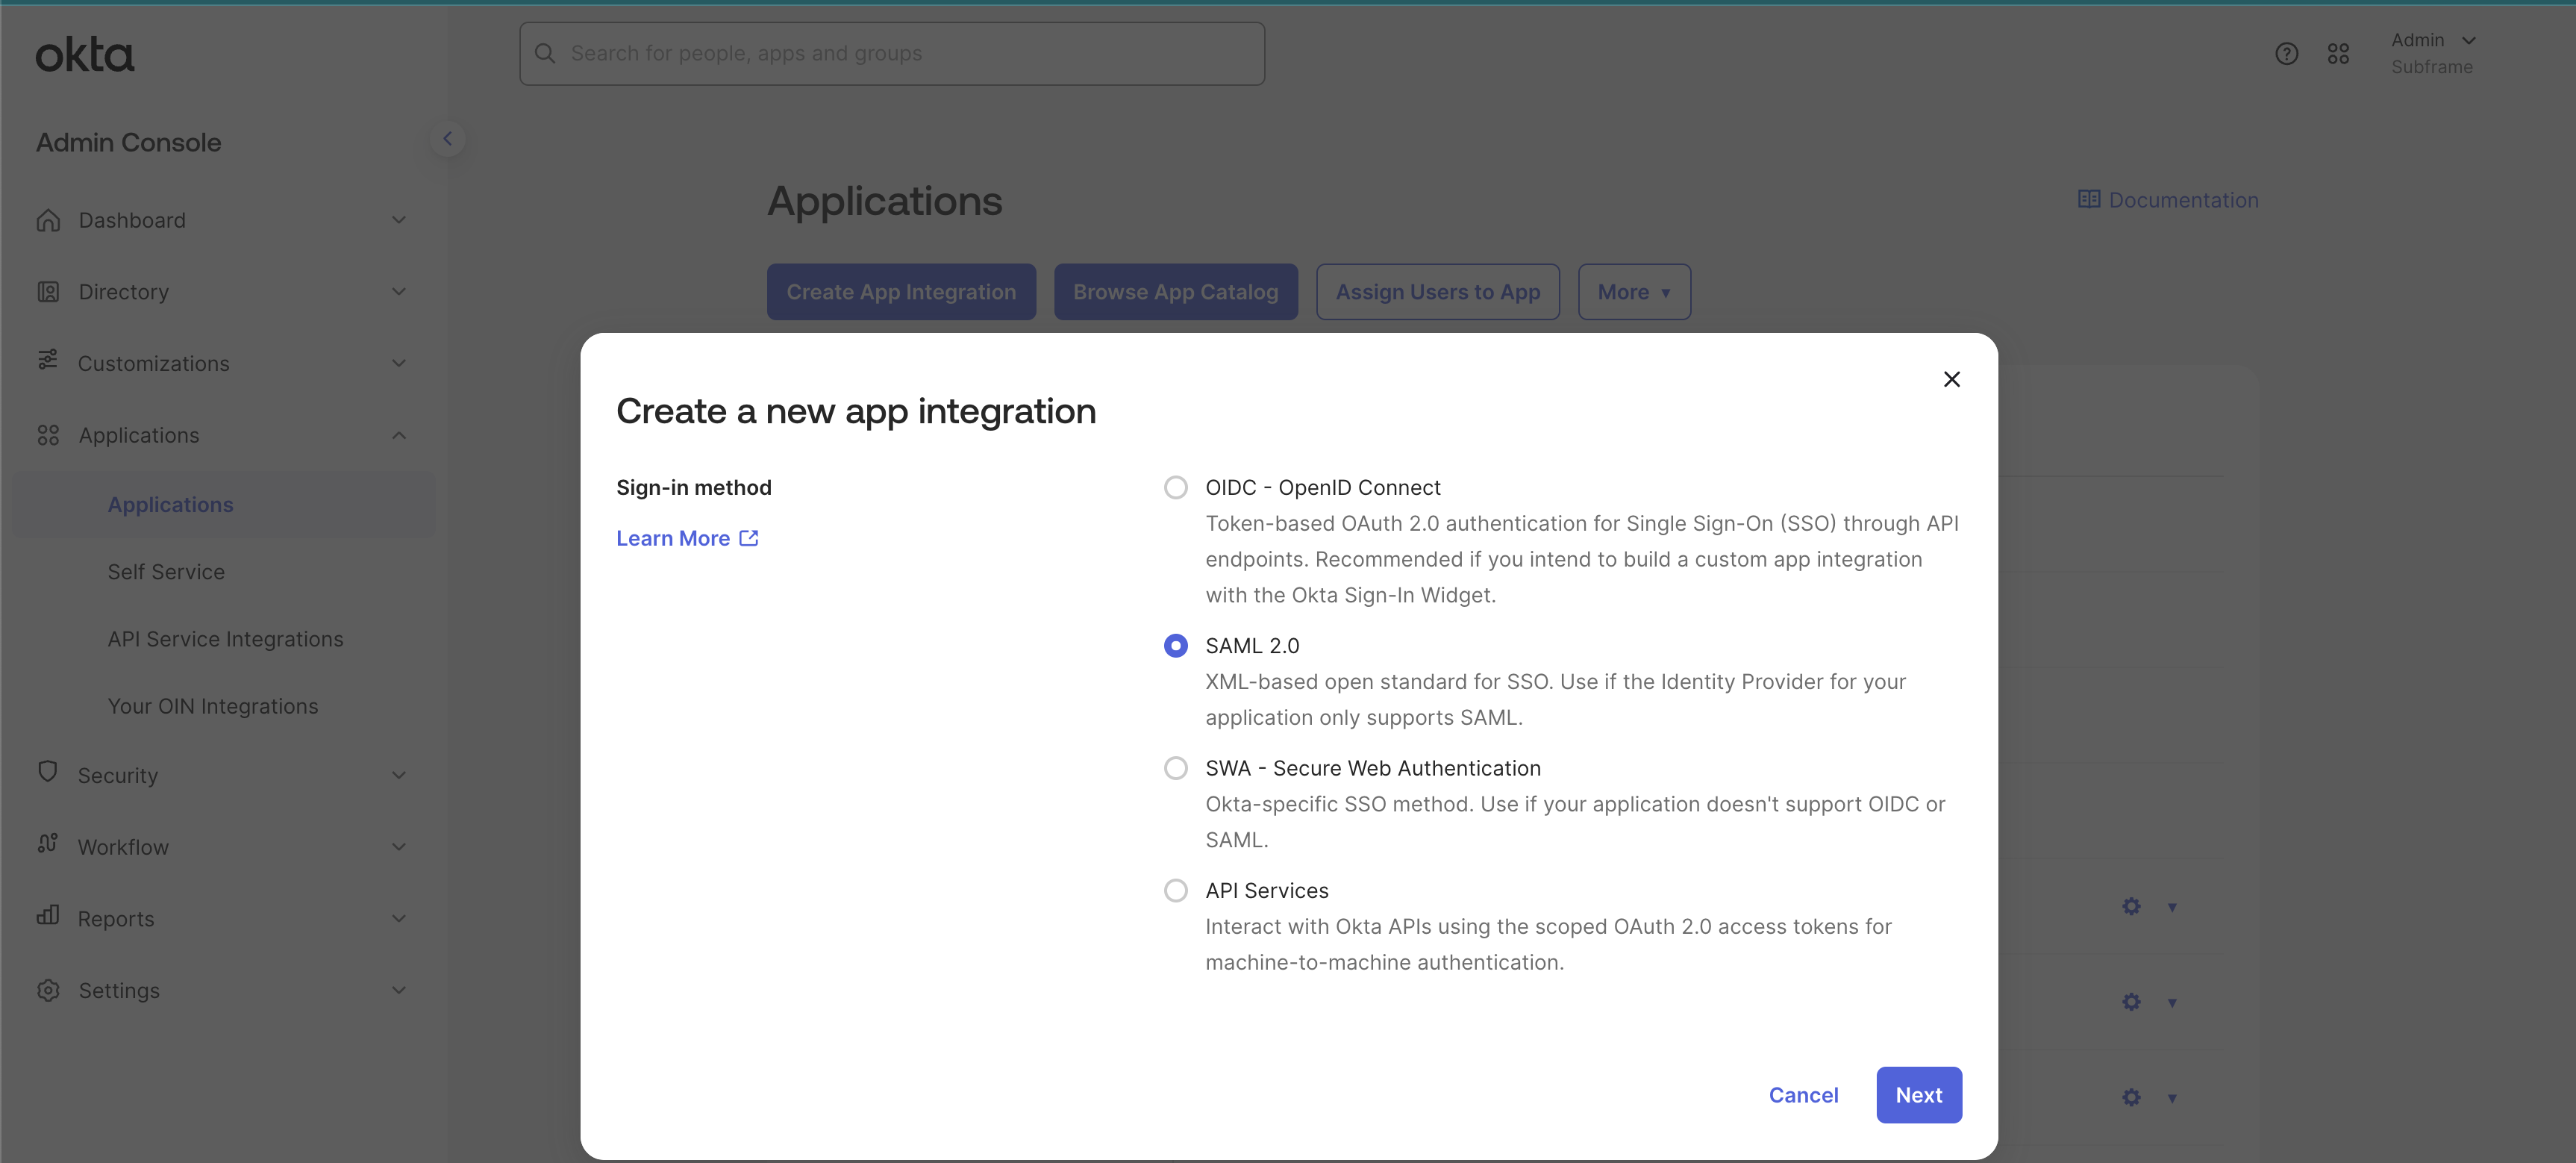 okta
Search for people, apps and groups
Admin
Subframe
Admin Console
Dashboard
Directory
Customizations
Applications
Applications
Self Service
API Service Integrations
Your OIN Integrations
Security
Workflow
Reports
Settings
Applications
Documentation
Create App Integration
Browse App Catalog
Assign Users to App
More
Create a new app integration
Sign-in method
Learn More
OIDC - OpenID Connect
Token-based OAuth 2.0 authentication for Single Sign-On (SSO) through API
endpoints. Recommended if you intend to build a custom app integration
with the Okta Sign-In Widget.
SAML 2.0
XML-based open standard for SSO. Use if the Identity Provider for your
application only supports SAML.
SWA - Secure Web Authentication
Okta-specific SSO method. Use if your application doesn't support OIDC or
SAML.
API Services
Interact with Okta APIs using the scoped OAuth 2.0 access tokens for
machine-to-machine authentication.
Cancel
Next